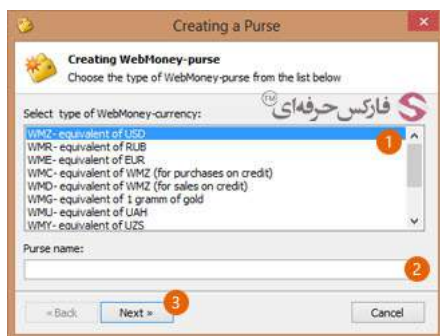 Creating a Purse
Creating WebMoney-purse
Choose the type of WebMoney-purse from the list below
فارکس حرفه‌ای TM
Select type of WebMoney-currency:
WMZ- equivalent of USD
1
WMR- equivalent of RUB
WME- equivalent of EUR
WMC- equivalent of WMZ (for purchases on credit)
WMD- equivalent of WMZ (for sales on credit)
WMG- equivalent of 1 gramm of gold
WMU- equivalent of UAH
WMY- equivalent of UZS
Purse name:
2
3
« Back Next » Cancel